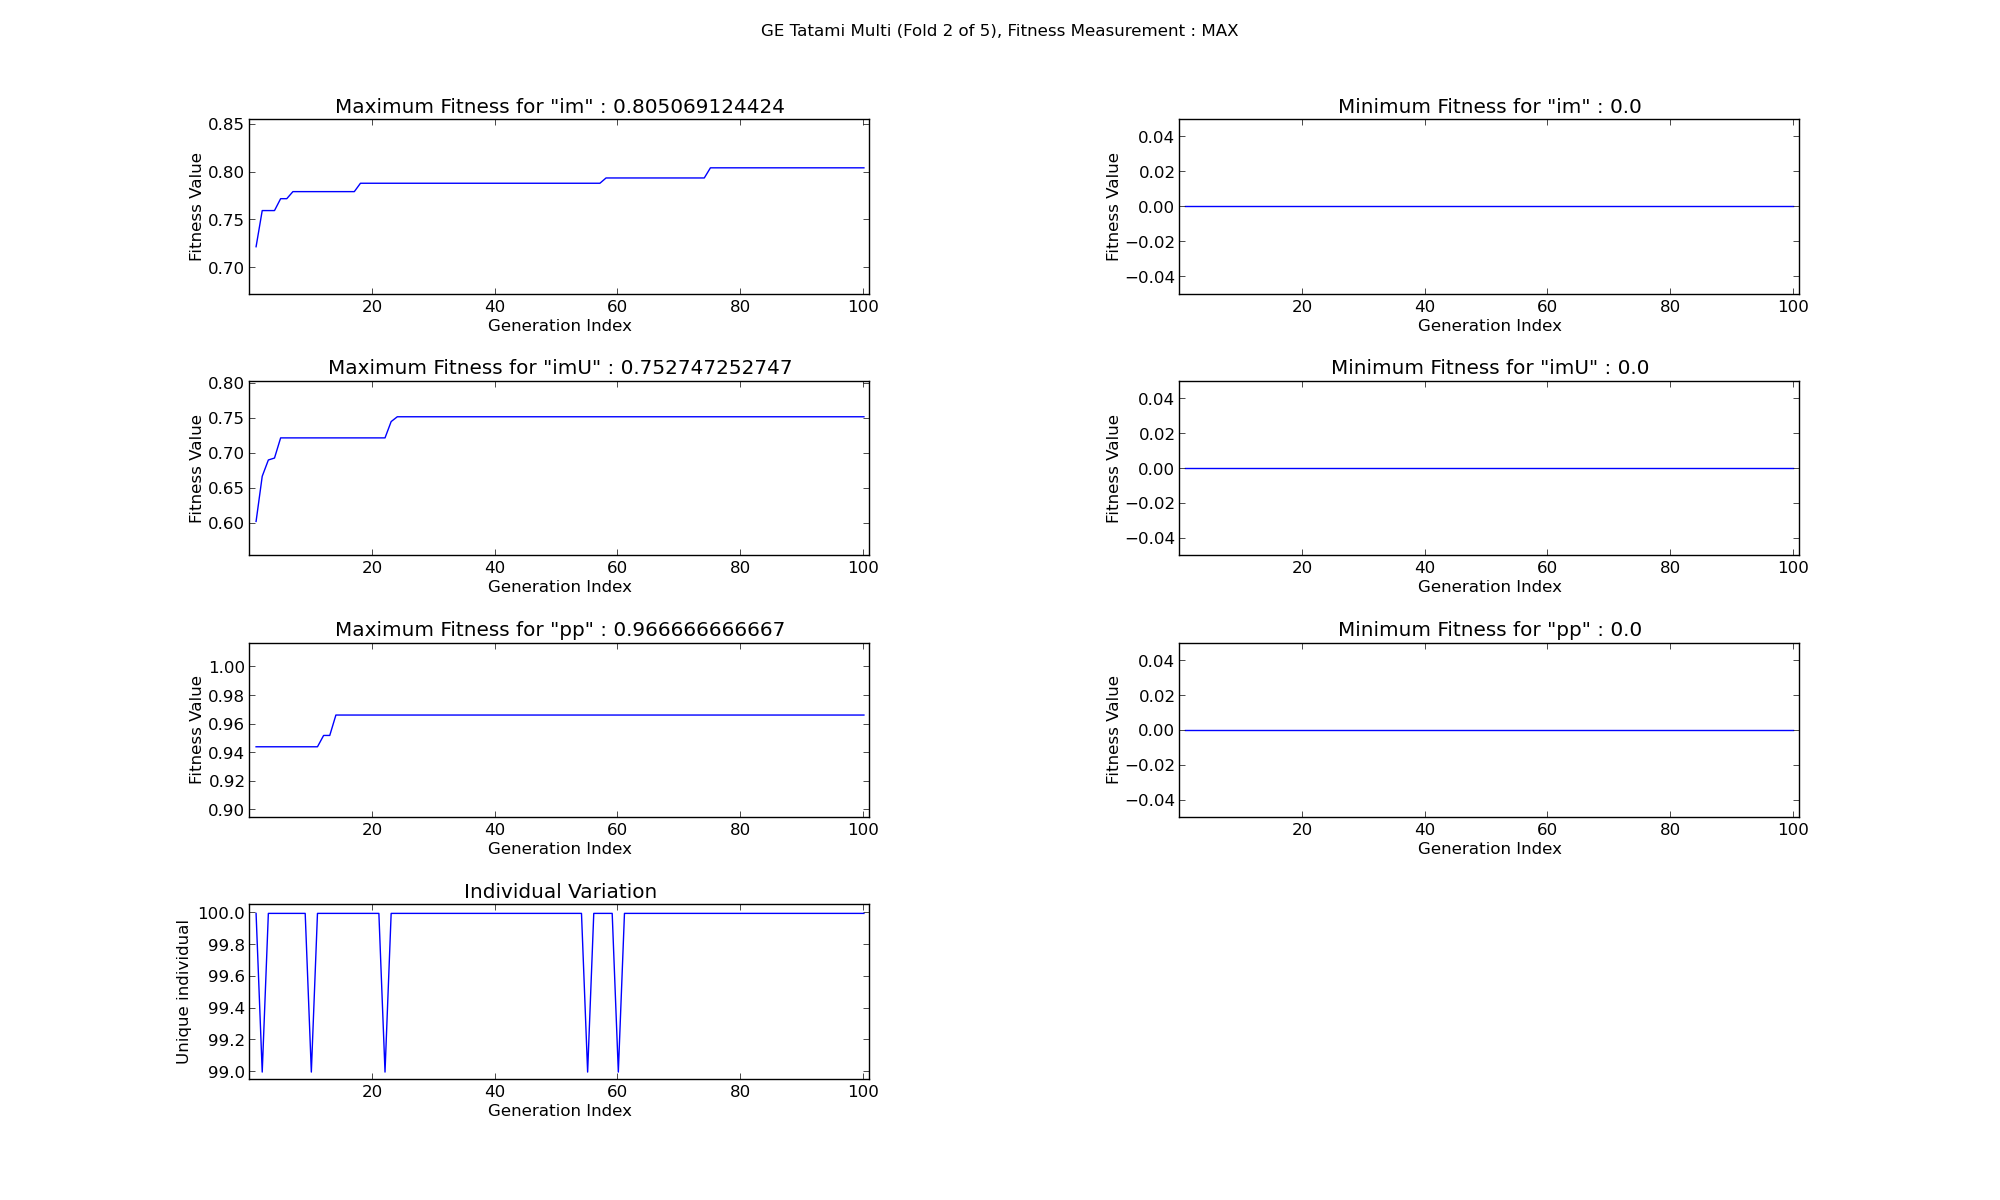 GE Tatami Multi (Fold 2 of 5), Fitness Measurement : MAX
Maximum Fitness for "im" : 0.805069124424
0.85
0.80
0.75
0.70
Fitness Value
20 40 60 80 100
Generation Index
Minimum Fitness for "im" : 0.0
0.04
0.02
0.00
−0.02
−0.04
Fitness Value
20 40 60 80 100
Generation Index
Maximum Fitness for "imU" : 0.752747252747
0.80
0.75
0.70
0.65
0.60
Fitness Value
20 40 60 80 100
Generation Index
Minimum Fitness for "imU" : 0.0
0.04
0.02
0.00
−0.02
−0.04
Fitness Value
20 40 60 80 100
Generation Index
Maximum Fitness for "pp" : 0.966666666667
1.00
0.98
0.96
0.94
0.92
0.90
Fitness Value
20 40 60 80 100
Generation Index
Minimum Fitness for "pp" : 0.0
0.04
0.02
0.00
−0.02
−0.04
Fitness Value
20 40 60 80 100
Generation Index
Individual Variation
100.0
99.8
99.6
99.4
99.2
99.0
Unique individual
20 40 60 80 100
Generation Index